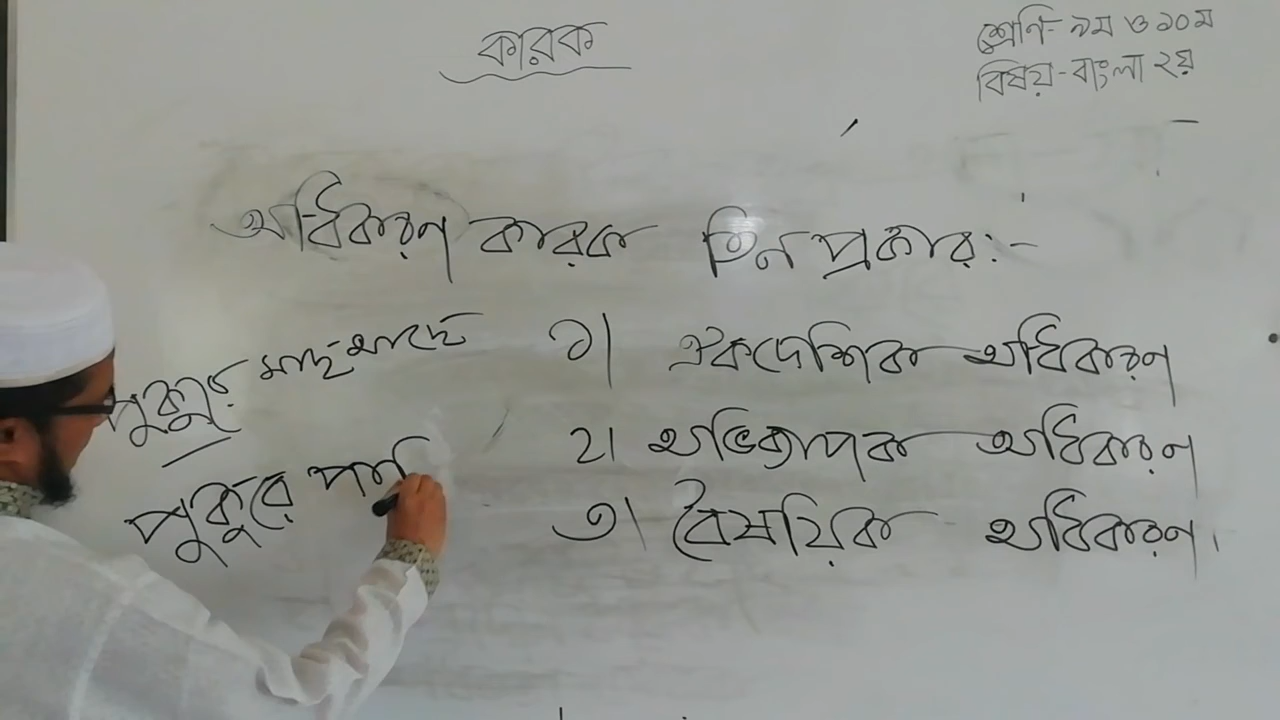 কারক
শ্রেণি- ৯ম ও ১০ম
বিষয়- বাংলা ২য়
অধিকরণ কারক তিন প্রকার:-
১। ঐকদেশিক অধিকরণ
২। অভিব্যাপক অধিকরণ
৩। বৈষয়িক অধিকরণ।
পুকুরে মাছ আছে
পুকুরে পানি